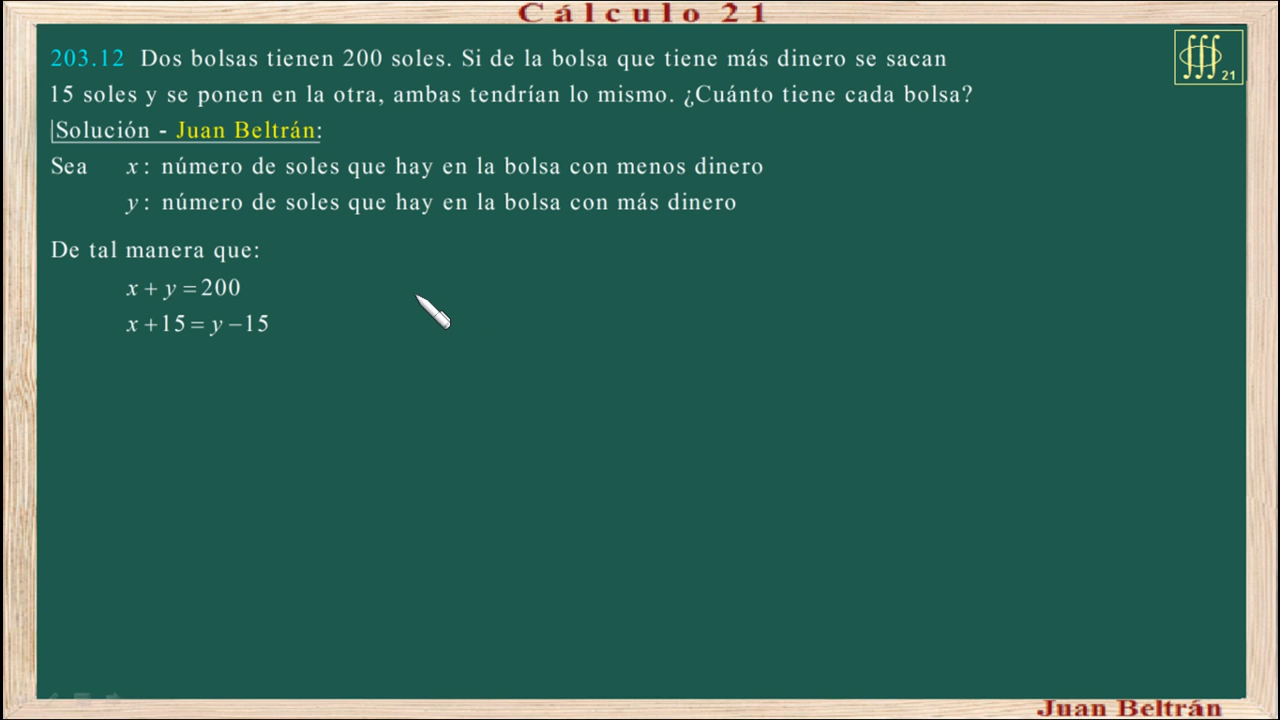 Cálculo 21
203.12 Dos bolsas tienen 200 soles. Si de la bolsa que tiene más dinero se sacan
15 soles y se ponen en la otra, ambas tendrían lo mismo. ¿Cuánto tiene cada bolsa?
21
Solución - Juan Beltrán:
Sea x: número de soles que hay en la bolsa con menos dinero
y: número de soles que hay en la bolsa con más dinero
De tal manera que:
x + y = 200
x + 15 = y − 15
Juan Beltrán